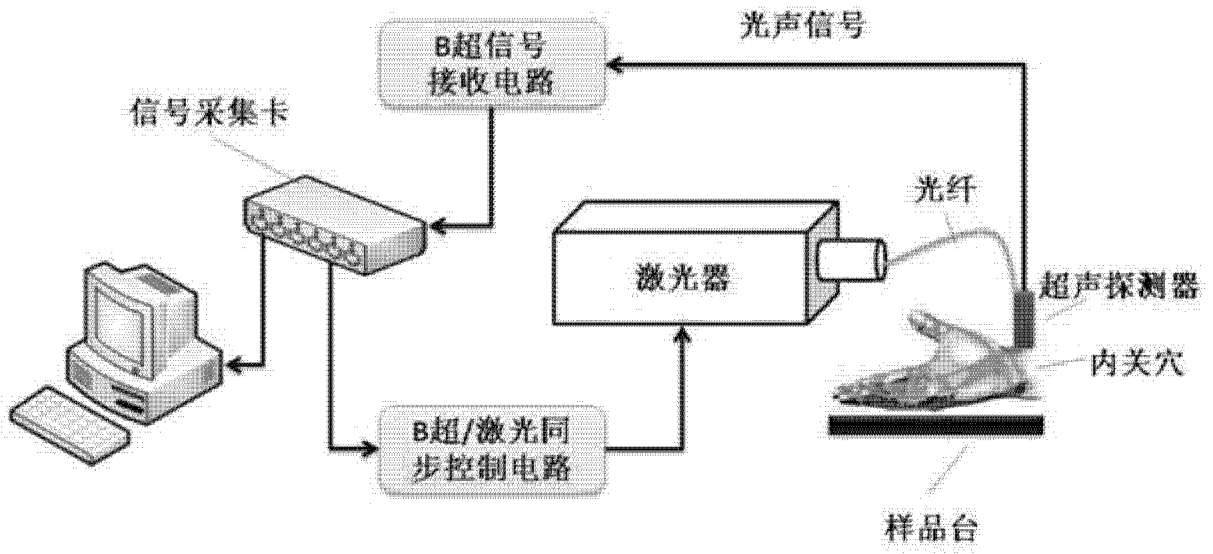 光声信号
B超信号
接收电路
信号采集卡
光纤
激光器
超声探测器
内关穴
B超/激光同
步控制电路
样品台